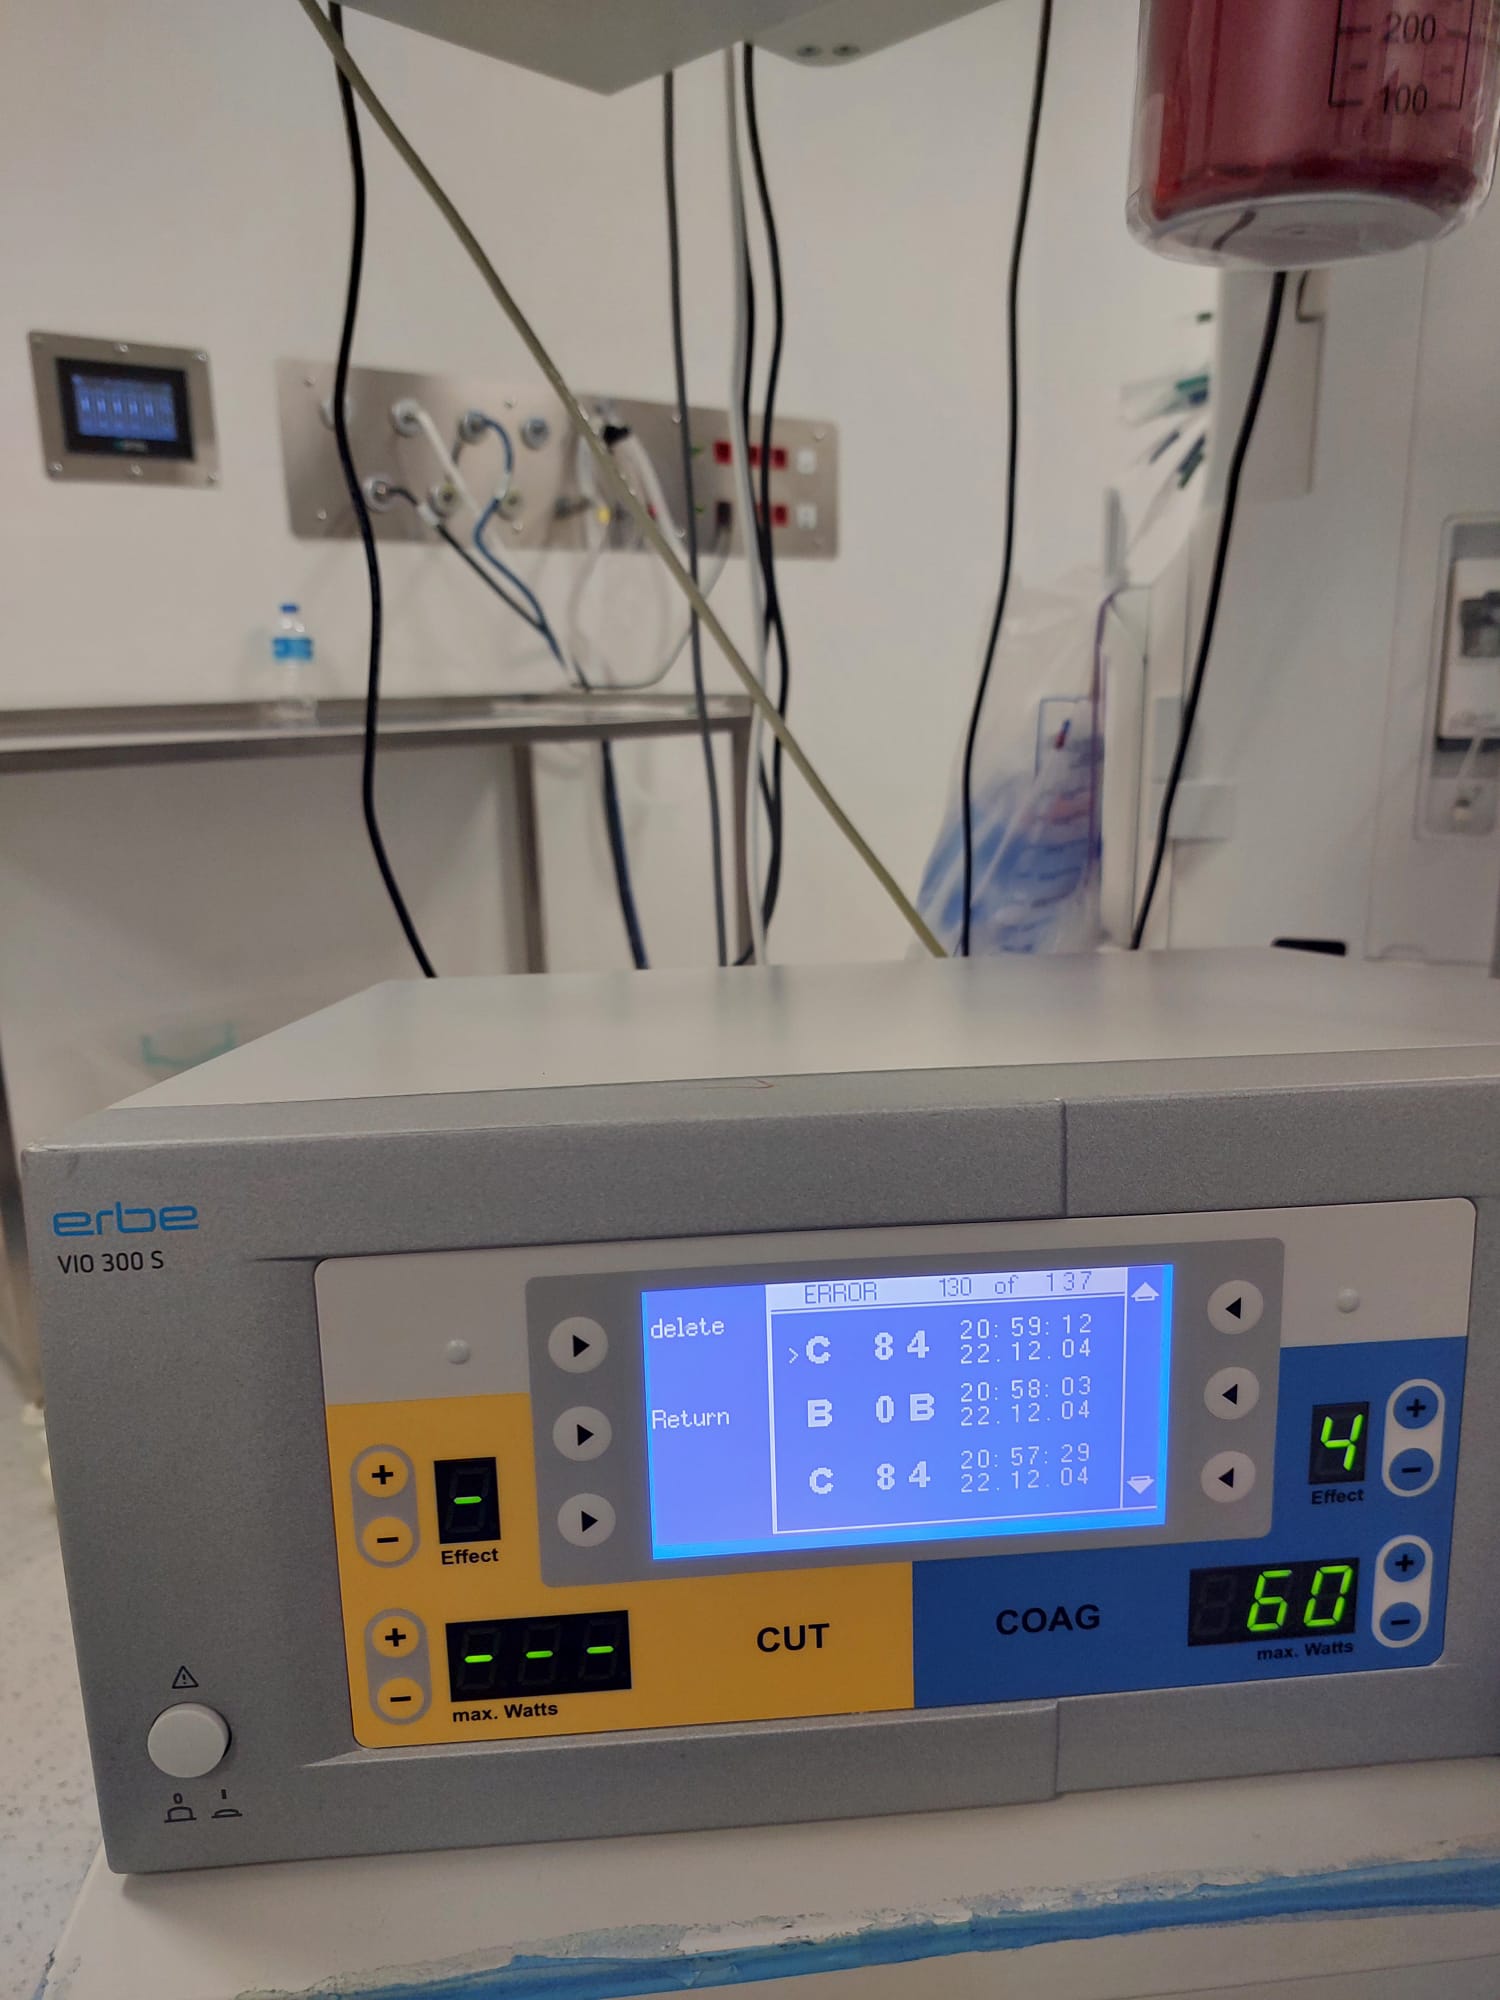 200
100
erbe
VIO 300 S
ERROR 130 of 137
delete
>C 84 20:59:12
22.12.04
B 0B 20:58:03
22.12.04
Return
C 84 20:57:29
22.12.04
+
-
-
Effect
+
-
---
max. Watts
CUT
COAG
4
Effect
+
-
60
max. Watts
+
-
0 I